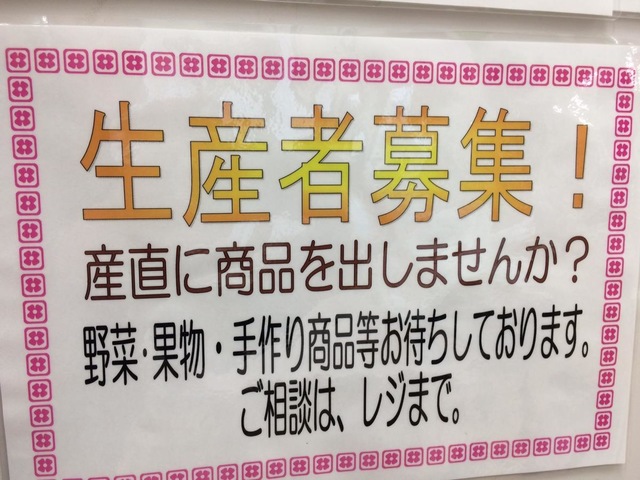 生産者募集！
産直に商品を出しませんか？
野菜・果物・手作り商品等お待ちしております。
ご相談は、レジまで。